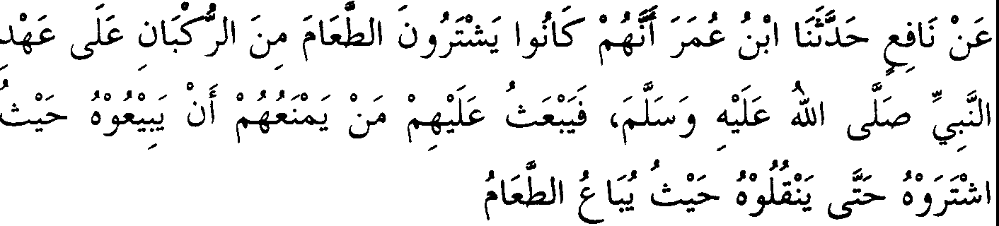 عَنْ نَافِعٍ حَدَّثَنَا ابْنُ عُمَرَ أَنَّهُمْ كَانُوا يَشْتَرُونَ الطَّعَامَ مِنَ الرُّكْبَانِ عَلَى عَهْدِ
النَّبِيِّ صَلَّى اللهُ عَلَيْهِ وَسَلَّمَ، فَيَبْعَثُ عَلَيْهِمْ مَنْ يَمْنَعُهُمْ أَنْ يَبِيْعُوْهُ حَيْثُ
اشْتَرَوْهُ حَتَّى يَنْقُلُوْهُ حَيْثُ يُبَاعُ الطَّعَامُ